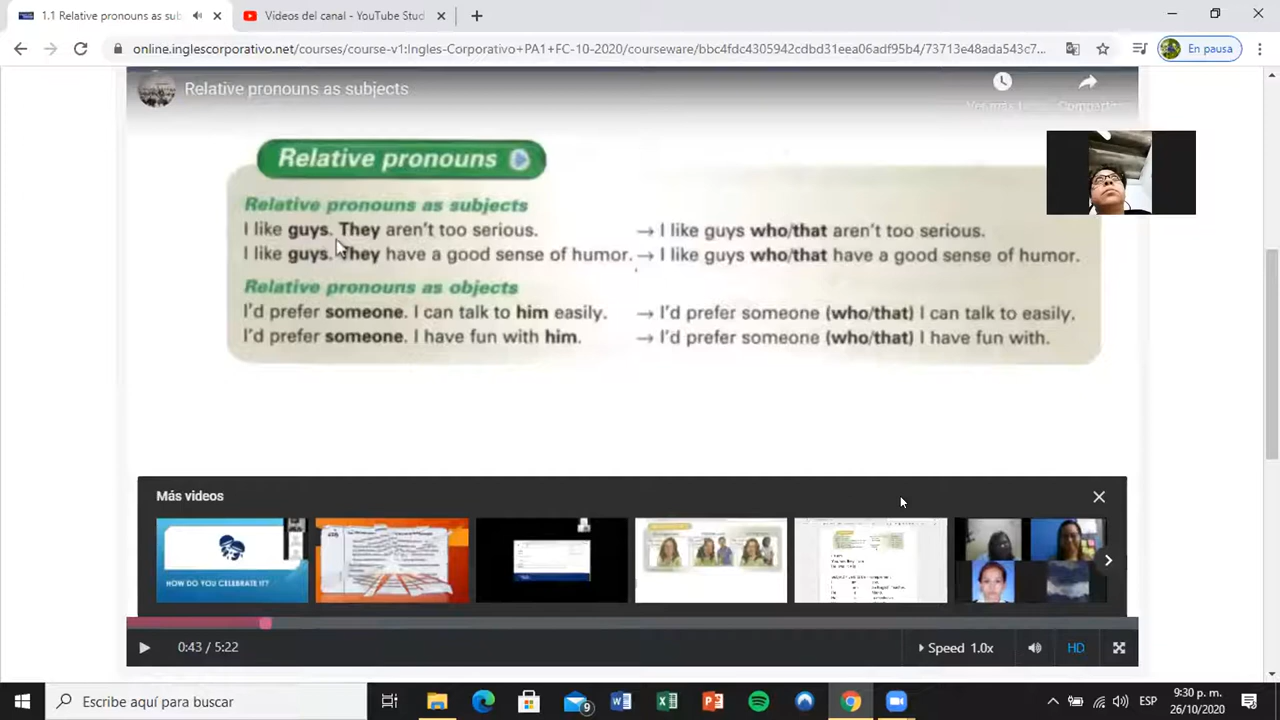 1.1 Relative pronouns as sub
Videos del canal - YouTube Stud
online.inglescorporativo.net/courses/course-v1:Ingles-Corporativo+PA1+FC-10-2020/courseware/bbc4fdc4305942cdbd31eea06adf95b4/73713e48ada543c7...
En pausa
Relative pronouns as subjects
Ver más t
Compartir
Relative pronouns
Relative pronouns as subjects
I like guys. They aren't too serious. → I like guys who/that aren't too serious.
I like guys. They have a good sense of humor. → I like guys who/that have a good sense of humor.
Relative pronouns as objects
I'd prefer someone. I can talk to him easily. → I'd prefer someone (who/that) I can talk to easily.
I'd prefer someone. I have fun with him. → I'd prefer someone (who/that) I have fun with.
Más videos
HOW DO YOU CELEBRATE IT?
0:43 / 5:22
Speed 1.0x
HD
Escribe aquí para buscar
9
ESP
9:30 p. m.
26/10/2020